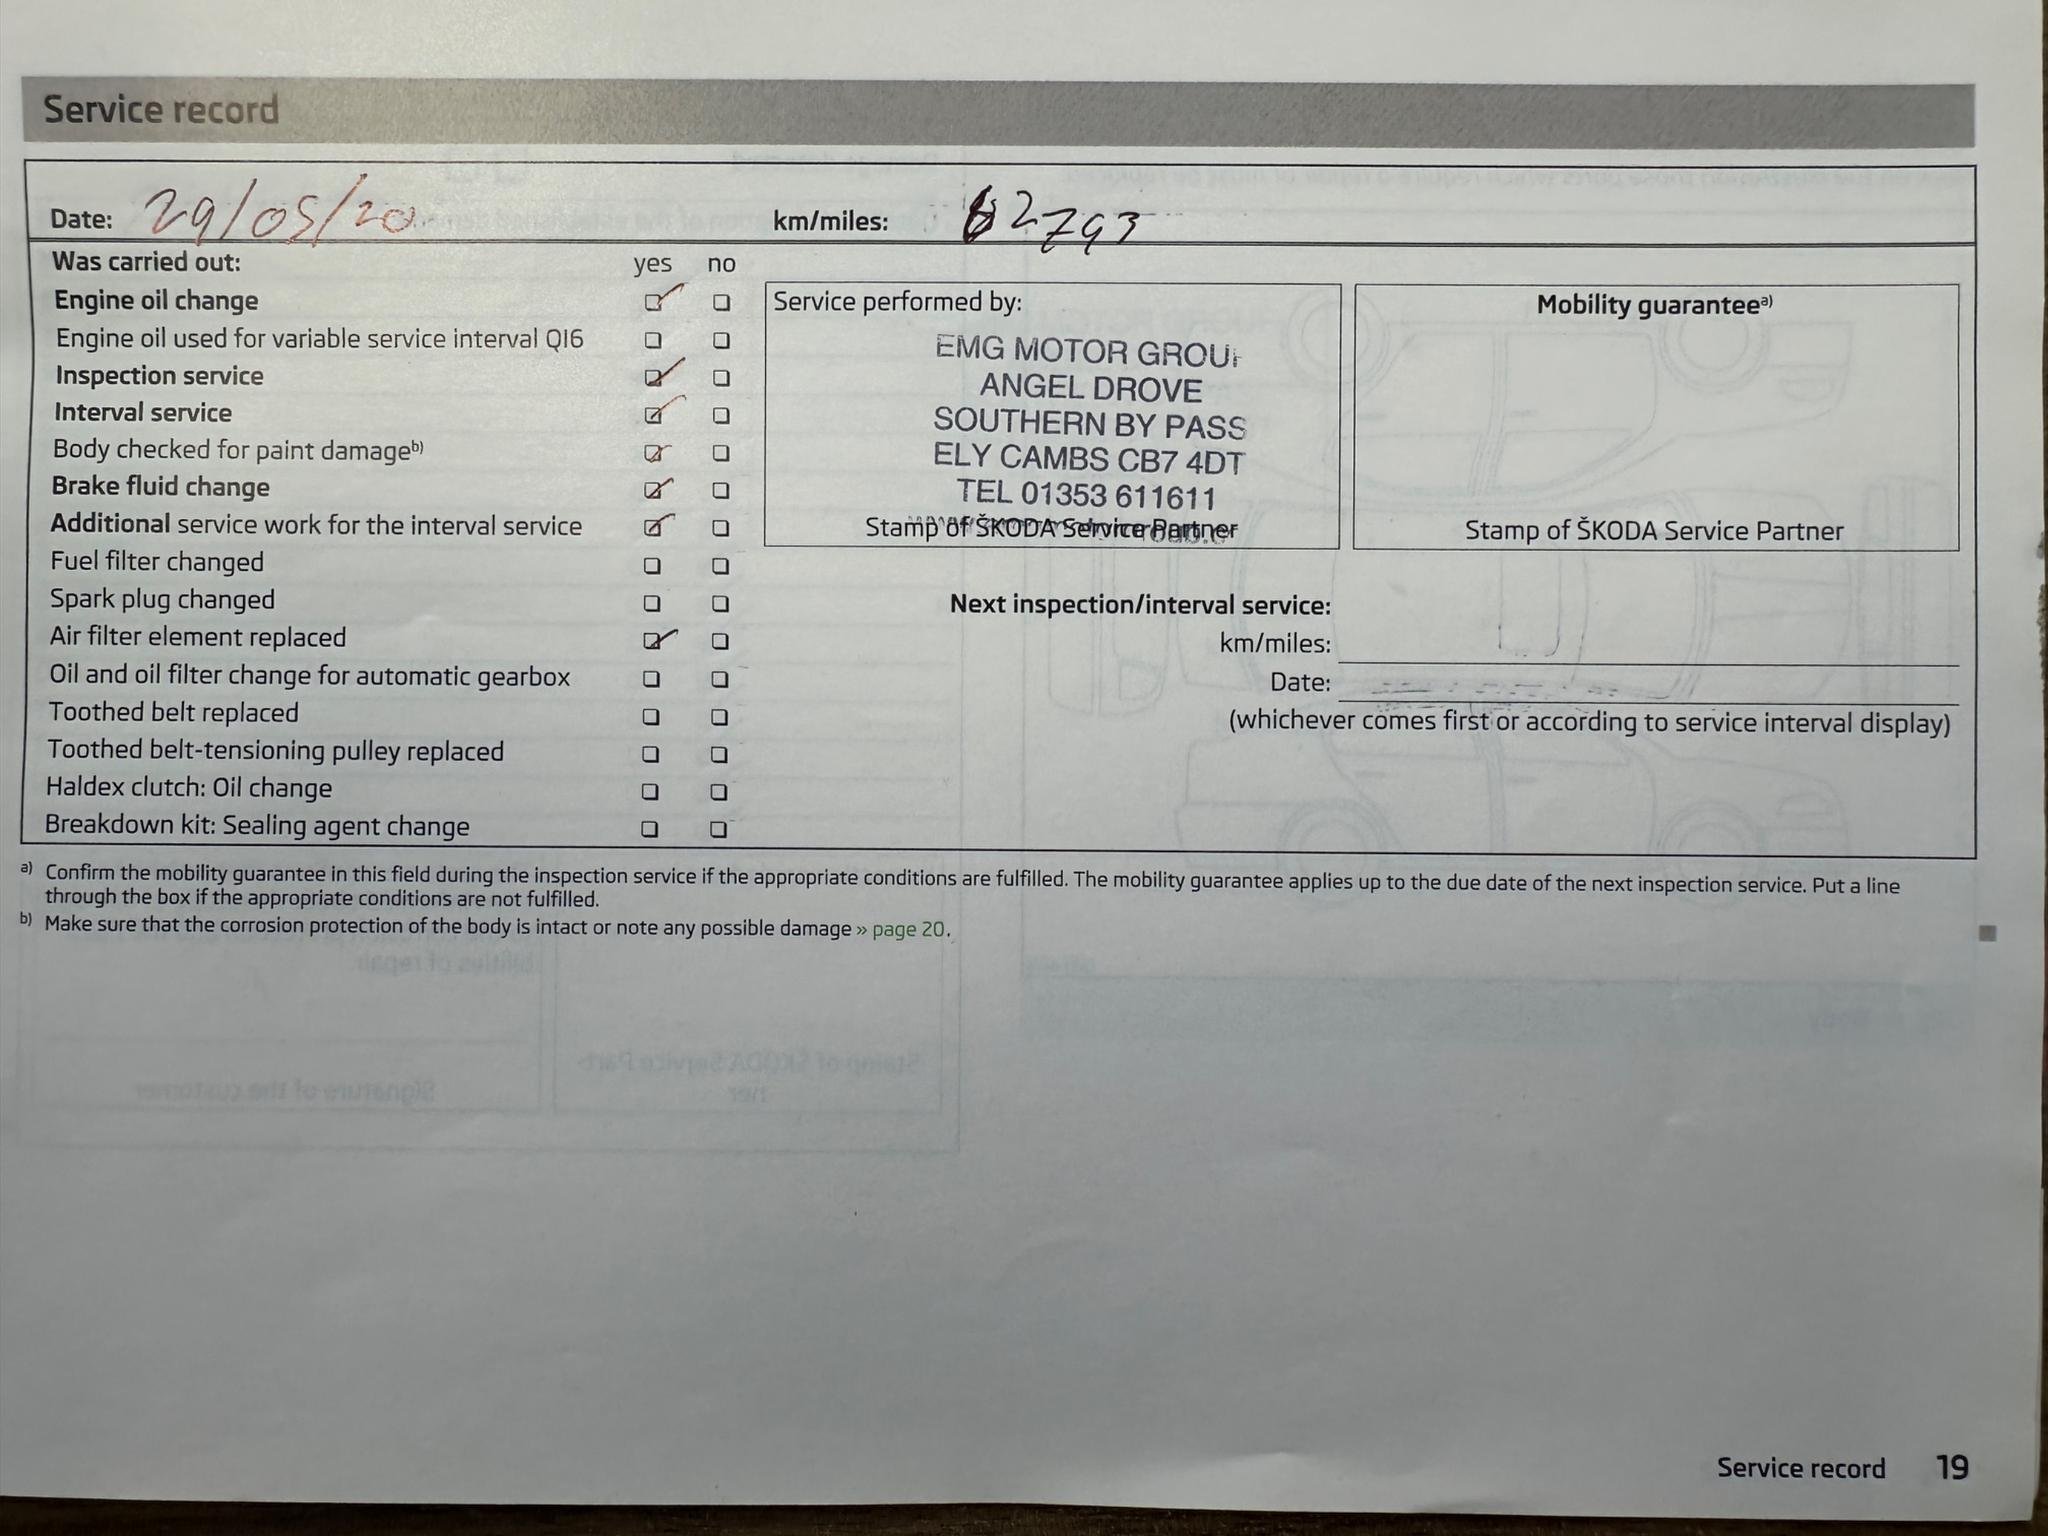 Service record
Date: 29/05/20 km/miles: 62793
Was carried out: yes no
Engine oil change
Engine oil used for variable service interval QI6
Inspection service
Interval service
Body checked for paint damage b)
Brake fluid change
Additional service work for the interval service
Fuel filter changed
Spark plug changed
Air filter element replaced
Oil and oil filter change for automatic gearbox
Toothed belt replaced
Toothed belt-tensioning pulley replaced
Haldex clutch: Oil change
Breakdown kit: Sealing agent change
Service performed by:
EMG MOTOR GROUP
ANGEL DROVE
SOUTHERN BY PASS
ELY CAMBS CB7 4DT
TEL 01353 611611
Stamp of ŠKODA Service Partner
Mobility guarantee a)
Stamp of ŠKODA Service Partner
Next inspection/interval service:
km/miles:
Date:
(whichever comes first or according to service interval display)
a) Confirm the mobility guarantee in this field during the inspection service if the appropriate conditions are fulfilled. The mobility guarantee applies up to the due date of the next inspection service. Put a line
through the box if the appropriate conditions are not fulfilled.
b) Make sure that the corrosion protection of the body is intact or note any possible damage » page 20.
Service record 19